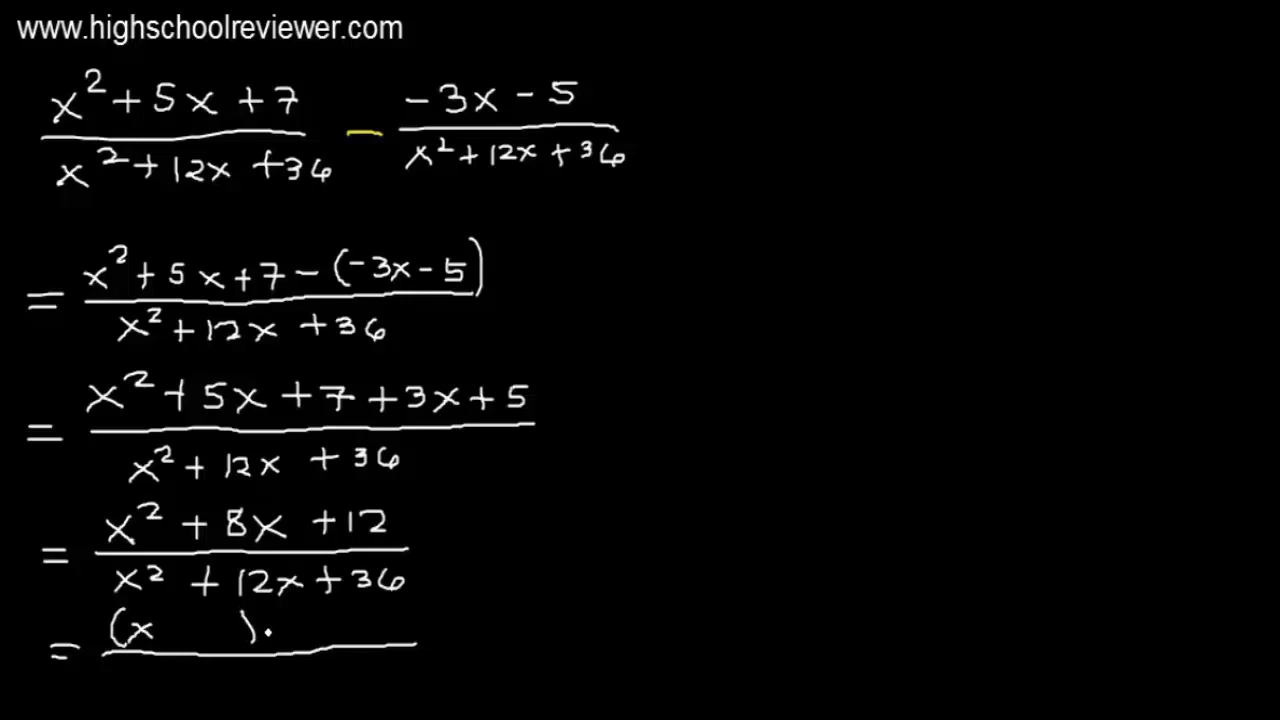 www.highschoolreviewer.com
x² + 5x + 7 / x² + 12x + 36 − -3x - 5 / x² + 12x + 36
= x² + 5x + 7 - (-3x - 5) / x² + 12x + 36
= x² + 5x + 7 + 3x + 5 / x² + 12x + 36
= x² + 8x + 12 / x² + 12x + 36
= (x )